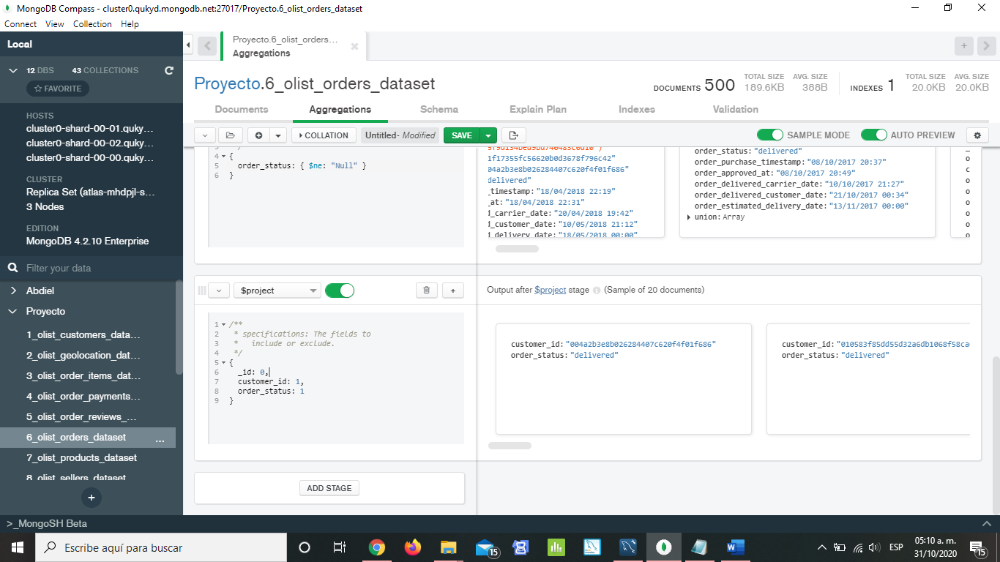 MongoDB Compass - cluster0.qukyd.mongodb.net:27017/Proyecto.6_olist_orders_dataset
Connect View Collection Help
Local
12 DBS 43 COLLECTIONS
FAVORITE
HOSTS
cluster0-shard-00-01.quky...
cluster0-shard-00-02.quky...
cluster0-shard-00-00.quky...
CLUSTER
Replica Set (atlas-mhdpjl-s...
3 Nodes
EDITION
MongoDB 4.2.10 Enterprise
Filter your data
Abdiel
Proyecto
1_olist_customers_data...
2_olist_geolocation_dat...
3_olist_order_items_dat...
4_olist_order_payments...
5_olist_order_reviews_...
6_olist_orders_dataset ...
7_olist_products_dataset
8_olist_sellers_dataset
Proyecto.6_olist_orders...
Aggregations
Proyecto.6_olist_orders_dataset
DOCUMENTS 500 TOTAL SIZE 189.6KB AVG. SIZE 388B INDEXES 1 TOTAL SIZE 20.0KB AVG. SIZE 20.0KB
Documents Aggregations Schema Explain Plan Indexes Validation
COLLATION Untitled- Modified SAVE SAMPLE MODE AUTO PREVIEW
4 {
5 order_status: { $ne: "Null" }
6 }
1f17355fc56620b0d3678f796c42"
04a2b3e8b026284407c620f4f01f686"
delivered"
_timestamp: "18/04/2018 22:19"
_at: "18/04/2018 22:31"
d_carrier_date: "20/04/2018 19:42"
d_customer_date: "10/05/2018 21:12"
d_delivery_date: "18/05/2018 00:00"
order_status: "delivered"
order_purchase_timestamp: "08/10/2017 20:37"
order_approved_at: "08/10/2017 20:49"
order_delivered_carrier_date: "10/10/2017 21:27"
order_delivered_customer_date: "21/10/2017 00:34"
order_estimated_delivery_date: "13/11/2017 00:00"
union: Array
$project
Output after $project stage (Sample of 20 documents)
1 /**
2 * specifications: The fields to
3 * include or exclude.
4 */
5 {
6 _id: 0,
7 customer_id: 1,
8 order_status: 1
9 }
customer_id: "004a2b3e8b026284407c620f4f01f686"
order_status: "delivered"
customer_id: "010583f85dd55d32a6db1068f58ca
order_status: "delivered"
ADD STAGE
>_MongoSH Beta
Escribe aquí para buscar
15
W
ESP
05:10 a. m.
31/10/2020
15